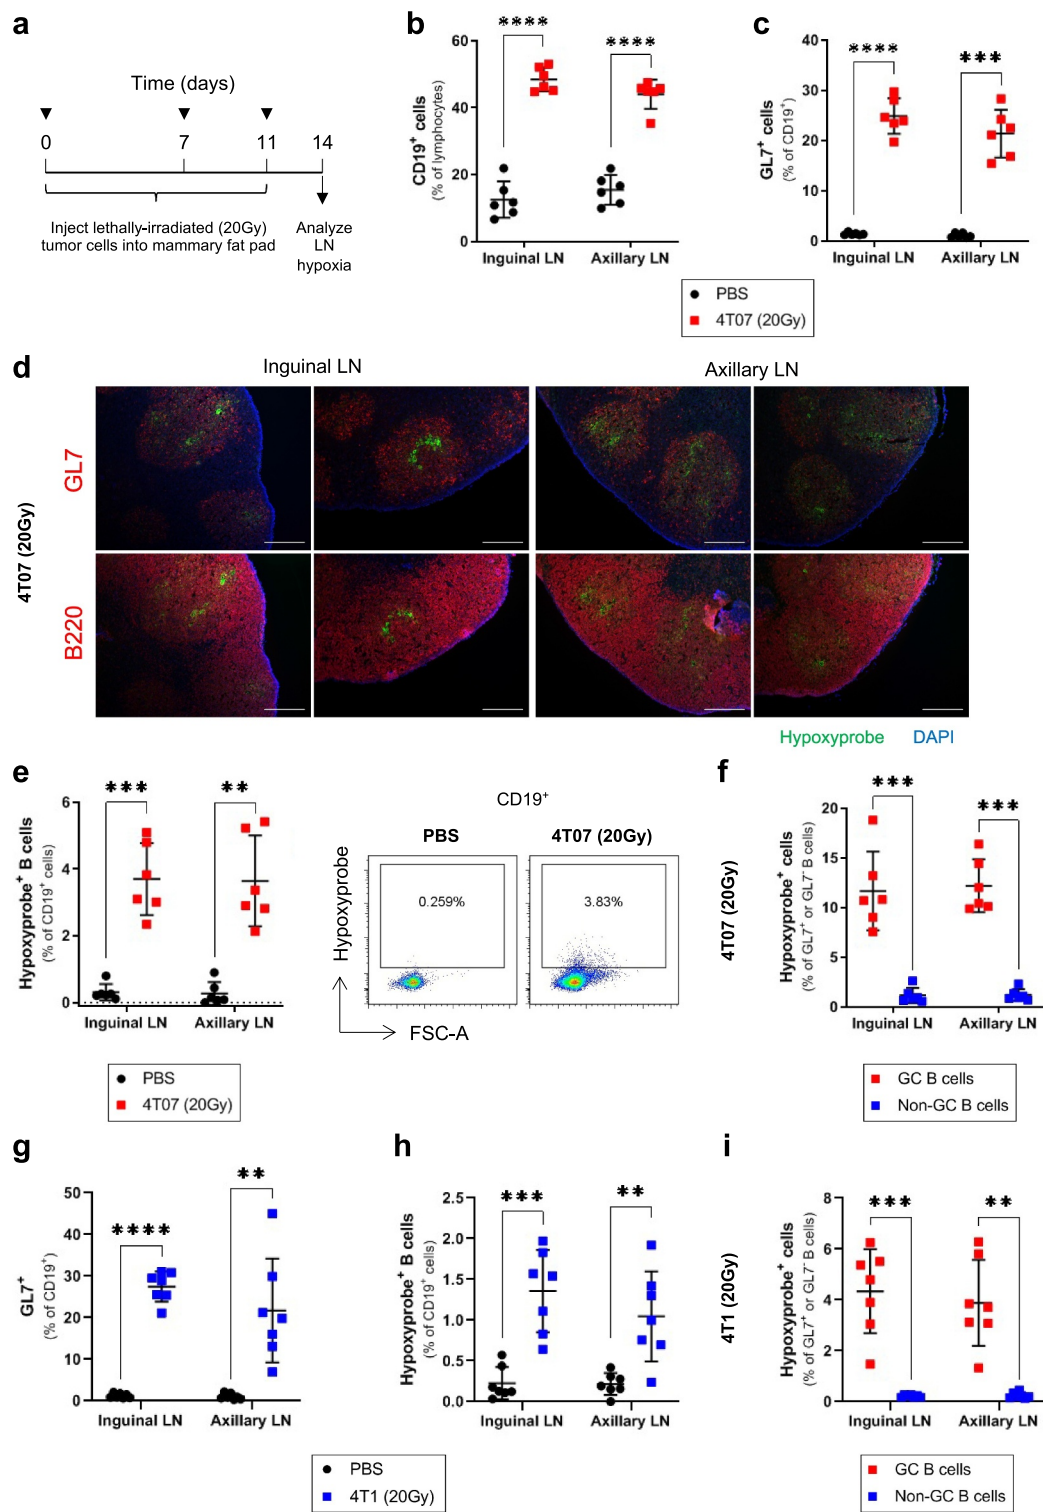 a
Time (days)
0
7
11
14
Inject lethally-irradiated (20Gy)
tumor cells into mammary fat pad
Analyze
LN
hypoxia
b
CD19+ cells
(% of lymphocytes)
60
40
20
0
****
****
Inguinal LN
Axillary LN
c
GL7+ cells
(% of CD19+)
40
30
20
10
0
****
***
Inguinal LN
Axillary LN
PBS
4T07 (20Gy)
d
Inguinal LN
Axillary LN
4T07 (20Gy)
GL7
B220
Hypoxyprobe
DAPI
e
Hypoxyprobe+ B cells
(% of CD19+ cells)
6
4
2
0
***
**
Inguinal LN
Axillary LN
PBS
4T07 (20Gy)
CD19+
PBS
4T07 (20Gy)
Hypoxyprobe
0.259%
3.83%
FSC-A
f
4T07 (20Gy)
Hypoxyprobe+ cells
(% of GL7+ or GL7- B cells)
20
15
10
5
0
***
***
Inguinal LN
Axillary LN
GC B cells
Non-GC B cells
g
GL7+
(% of CD19+)
50
40
30
20
10
0
****
**
Inguinal LN
Axillary LN
h
Hypoxyprobe+ B cells
(% of CD19+ cells)
2.5
2.0
1.5
1.0
0.5
0.0
***
**
Inguinal LN
Axillary LN
PBS
4T1 (20Gy)
i
4T1 (20Gy)
Hypoxyprobe+ cells
(% of GL7+ or GL7- B cells)
8
6
4
2
0
***
**
Inguinal LN
Axillary LN
GC B cells
Non-GC B cells